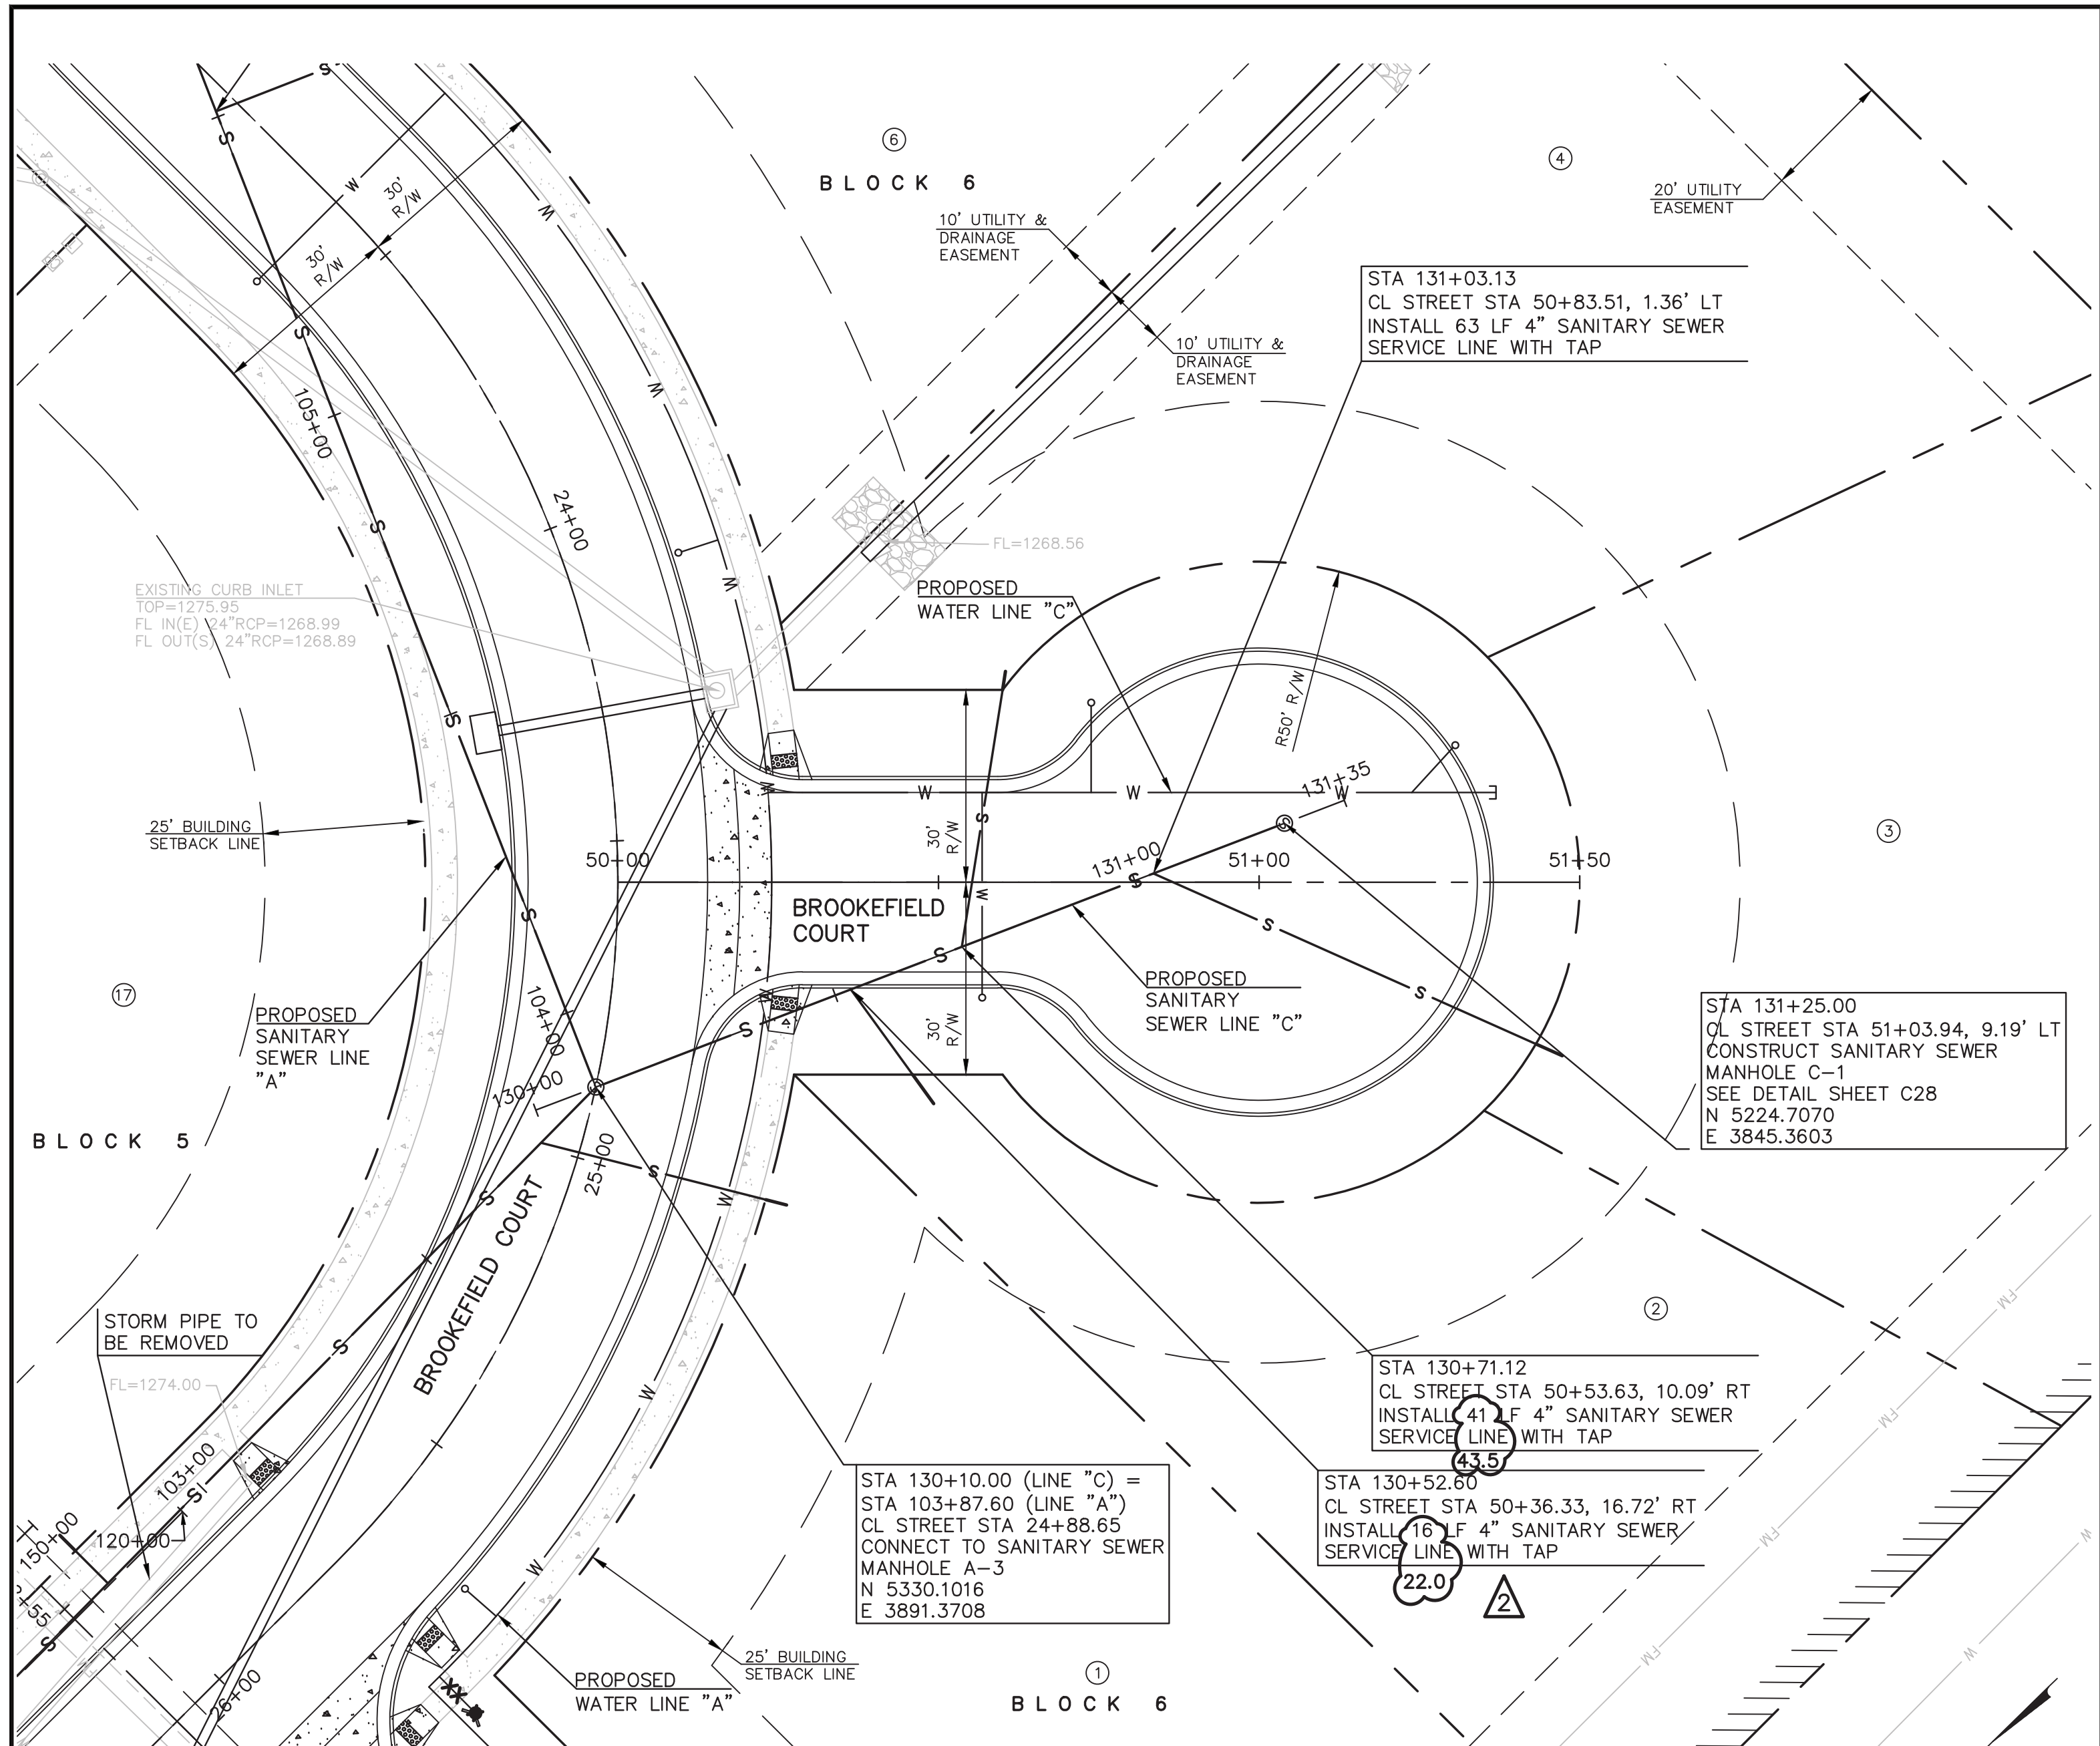 S
S
W
30'
R/W
30'
R/W
W
6
BLOCK 6
10' UTILITY &
DRAINAGE
EASEMENT
4
20' UTILITY
EASEMENT
STA 131+03.13
CL STREET STA 50+83.51, 1.36' LT
INSTALL 63 LF 4" SANITARY SEWER
SERVICE LINE WITH TAP
10' UTILITY &
DRAINAGE
EASEMENT
S
W
105+00
24+00
S
FL=1268.56
W
EXISTING CURB INLET
TOP=1275.95
FL IN(E) 24"RCP=1268.99
FL OUT(S) 24"RCP=1268.89
PROPOSED
WATER LINE "C"
S
R50' R/W
131+35
W
W
W
W
W
S
S
25' BUILDING
SETBACK LINE
30'
R/W
50+00
131+00
51+00
51+50
3
S
W
S
BROOKEFIELD
COURT
S
S
S
17
104+00
W
PROPOSED
SANITARY
SEWER LINE
"A"
PROPOSED
SANITARY
SEWER LINE "C"
30'
R/W
S
STA 131+25.00
CL STREET STA 51+03.94, 9.19' LT
CONSTRUCT SANITARY SEWER
MANHOLE C-1
SEE DETAIL SHEET C28
N 5224.7070
E 3845.3603
130+00
S
BLOCK 5
25+00
S
S
W
BROOKEFIELD COURT
STORM PIPE TO
BE REMOVED
S
FL=1274.00
W
2
FM
STA 130+71.12
CL STREET STA 50+53.63, 10.09' RT
INSTALL 41 LF 4" SANITARY SEWER
SERVICE LINE WITH TAP
43.5
FM
103+00
S
STA 130+10.00 (LINE "C) =
STA 103+87.60 (LINE "A")
CL STREET STA 24+88.65
CONNECT TO SANITARY SEWER
MANHOLE A-3
N 5330.1016
E 3891.3708
STA 130+52.60
CL STREET STA 50+36.33, 16.72' RT
INSTALL 16 LF 4" SANITARY SEWER
SERVICE LINE WITH TAP
22.0
2
FM
W
150+00
120+00
W
+55
S
25' BUILDING
SETBACK LINE
FM
W
26+00
PROPOSED
WATER LINE "A"
XX
1
BLOCK 6